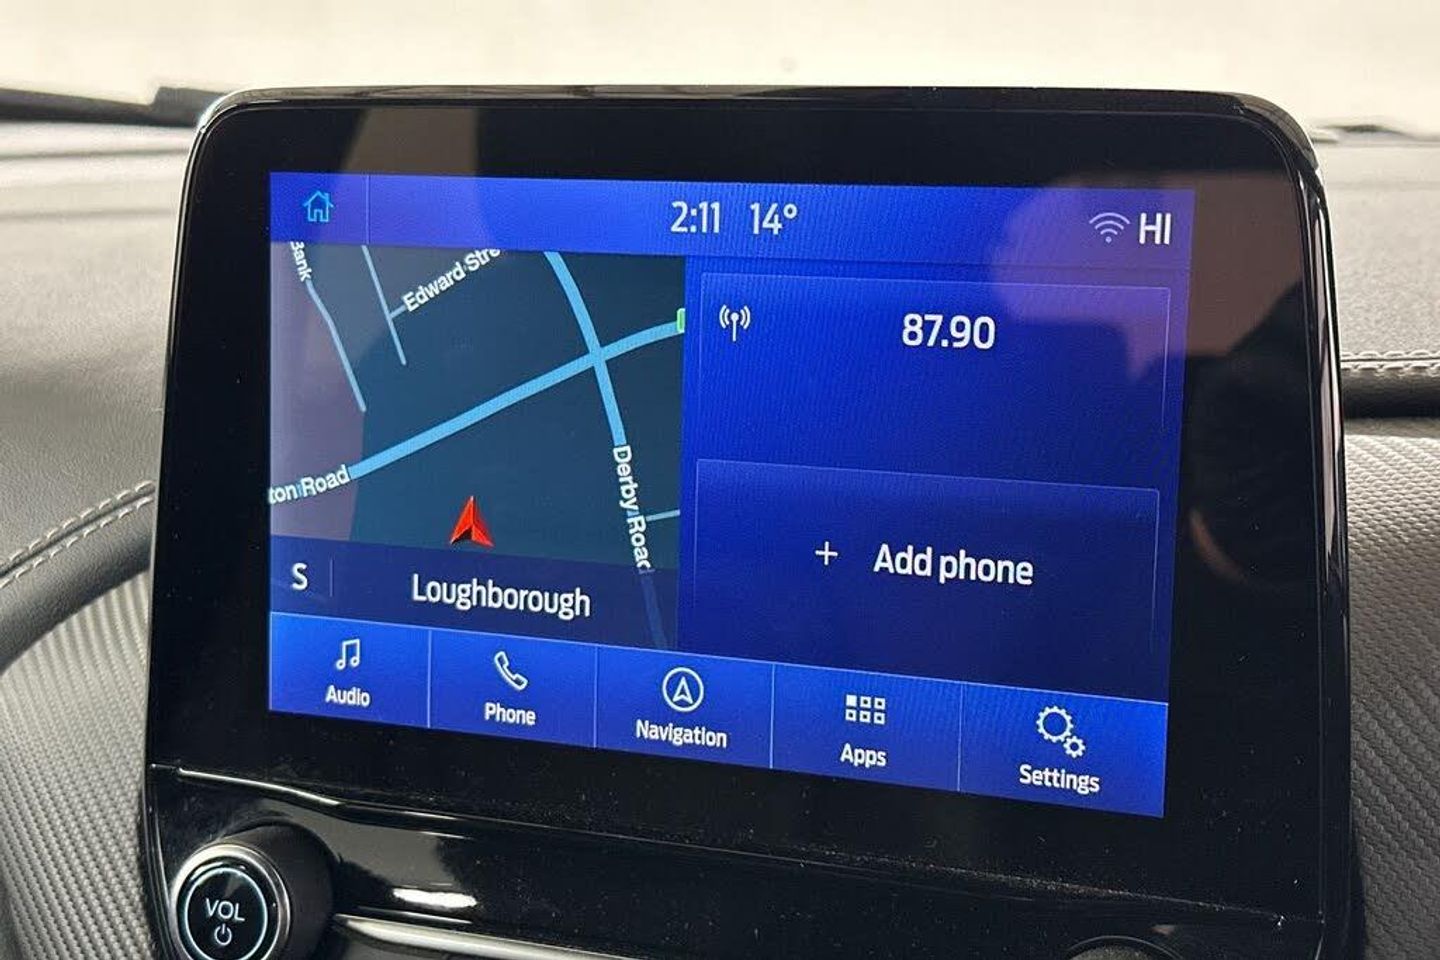 2:11 14°
HI
Bank
Edward Stre
87.90
ton Road
Derby Road
+ Add phone
S
Loughborough
Audio
Phone
Navigation
Apps
Settings
VOL